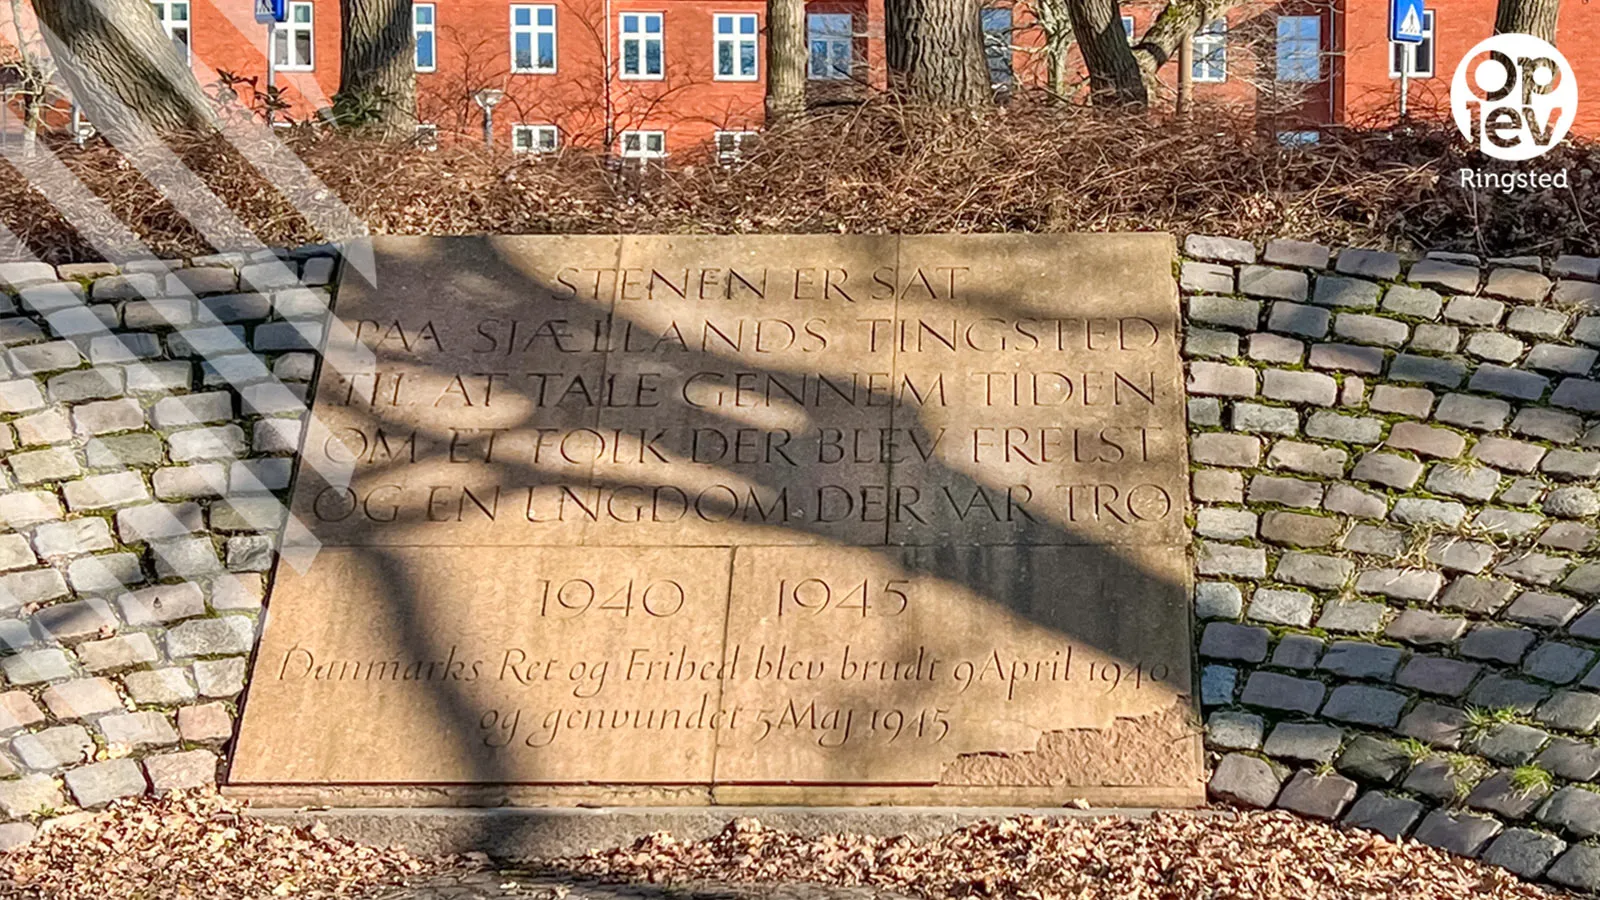 op
lev
Ringsted
STENEN ER SAT
PAA SJÆLLANDS TINGSTED
TIL AT TALE GENNEM TIDEN
OM ET FOLK DER BLEV FRELST
OG EN UNGDOM DER VAR TRO
1940 1945
Danmarks Ret og Frihed blev brudt 9 April 1940
og genvundet 5 Maj 1945